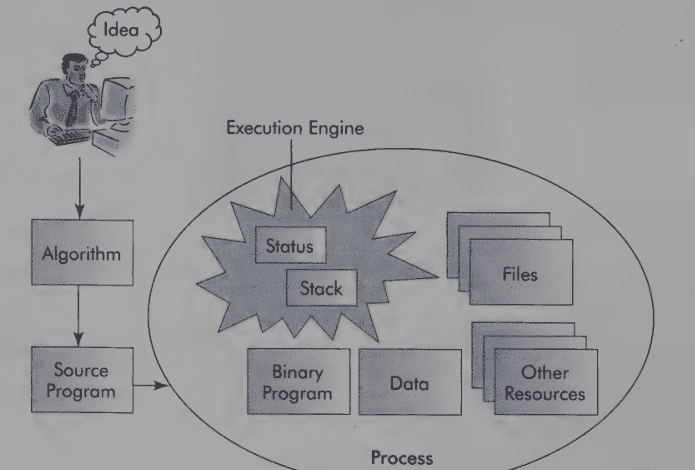 Idea
Execution Engine
Status
Algorithm
Stack
Files
Source
Program
Binary
Program
Data
Other
Resources
Process